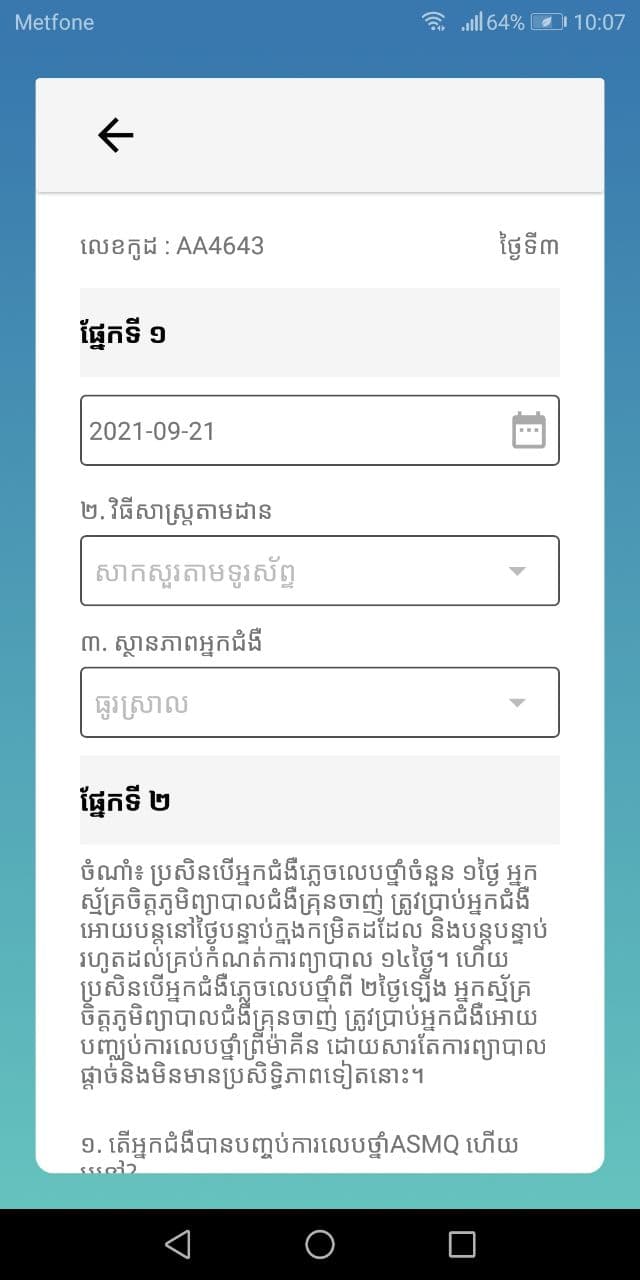 Metfone 64% 10:07
លេខកូដ : AA4643 ថ្ងៃទី៣
ផ្នែកទី ១
2021-09-21
២. វិធីសាស្ត្រតាមដាន
សាកសួរតាមទូរស័ព្ទ
៣. ស្ថានភាពអ្នកជំងឺ
ធូរស្រាល
ផ្នែកទី ២
ចំណាំ៖ ប្រសិនបើអ្នកជំងឺភ្លេចលេបថ្នាំចំនួន ១ថ្ងៃ អ្នក
ស្ម័គ្រចិត្តភូមិព្យាបាលជំងឺគ្រុនចាញ់ ត្រូវប្រាប់អ្នកជំងឺ
អោយបន្តនៅថ្ងៃបន្ទាប់ក្នុងកម្រិតដដែល និងបន្តបន្ទាប់
រហូតដល់គ្រប់កំណត់ការព្យាបាល ១៤ថ្ងៃ។ ហើយ
ប្រសិនបើអ្នកជំងឺភ្លេចលេបថ្នាំពី ២ថ្ងៃឡើង អ្នកស្ម័គ្រ
ចិត្តភូមិព្យាបាលជំងឺគ្រុនចាញ់ ត្រូវប្រាប់អ្នកជំងឺអោយ
បញ្ឈប់ការលេបថ្នាំព្រីម៉ាគីន ដោយសារតែការព្យាបាល
ផ្តាច់និងមិនមានប្រសិទ្ធិភាពទៀតនោះ។
១. តើអ្នកជំងឺបានបញ្ចប់ការលេបថ្នាំASMQ ហើយ